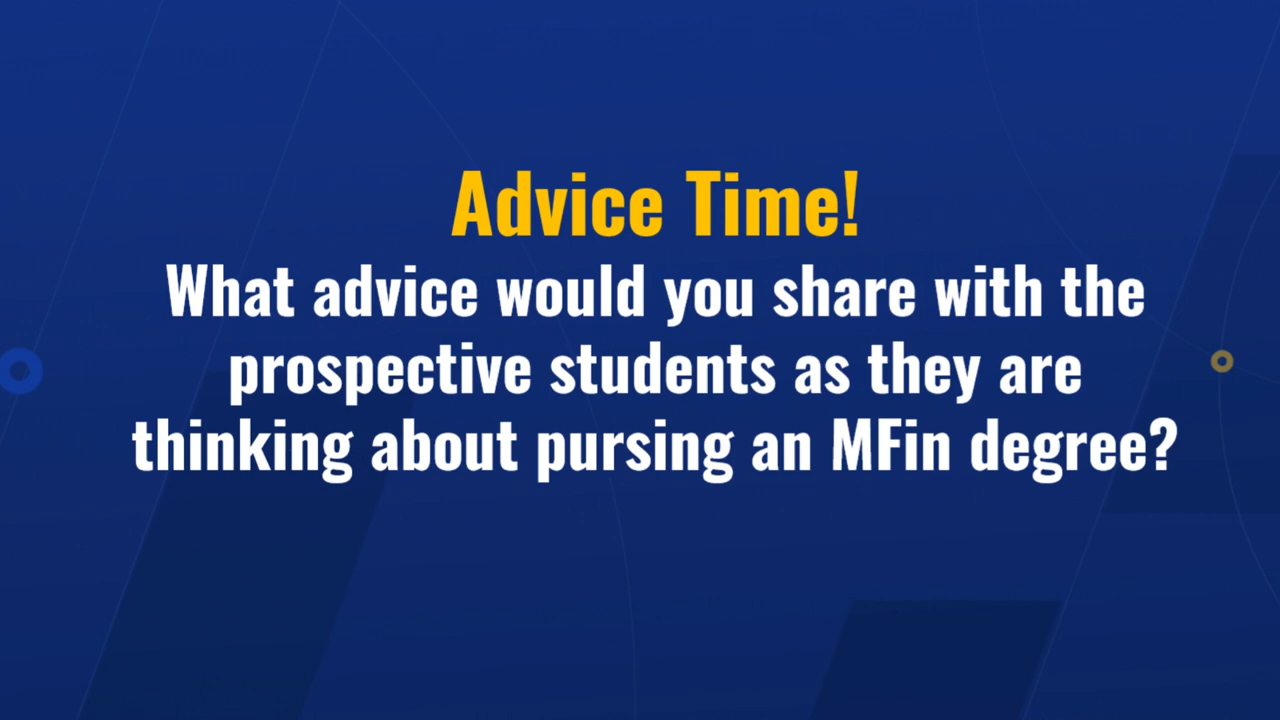 Advice Time!
What advice would you share with the
prospective students as they are
thinking about pursing an MFin degree?